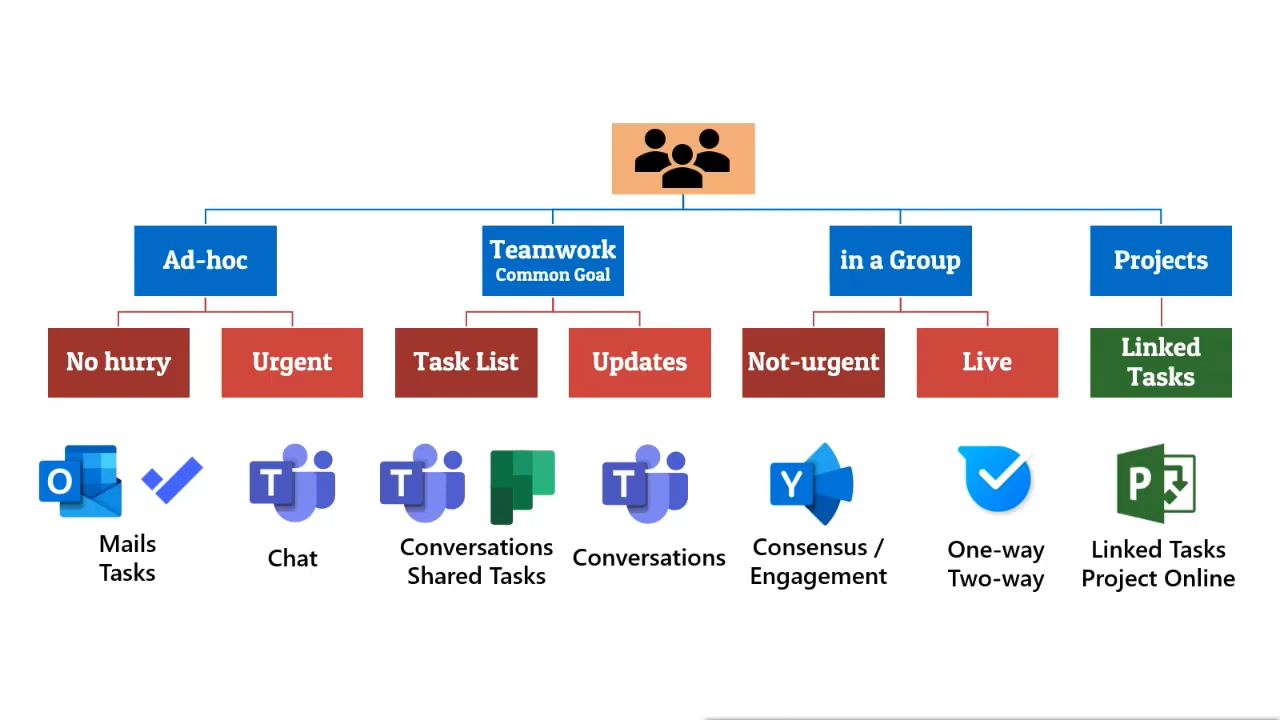 Ad-hoc
Teamwork
Common Goal
in a Group
Projects
No hurry
Urgent
Task List
Updates
Not-urgent
Live
Linked
Tasks
O
T
T
T
Y
P
Mails
Tasks
Chat
Conversations
Shared Tasks
Conversations
Consensus /
Engagement
One-way
Two-way
Linked Tasks
Project Online